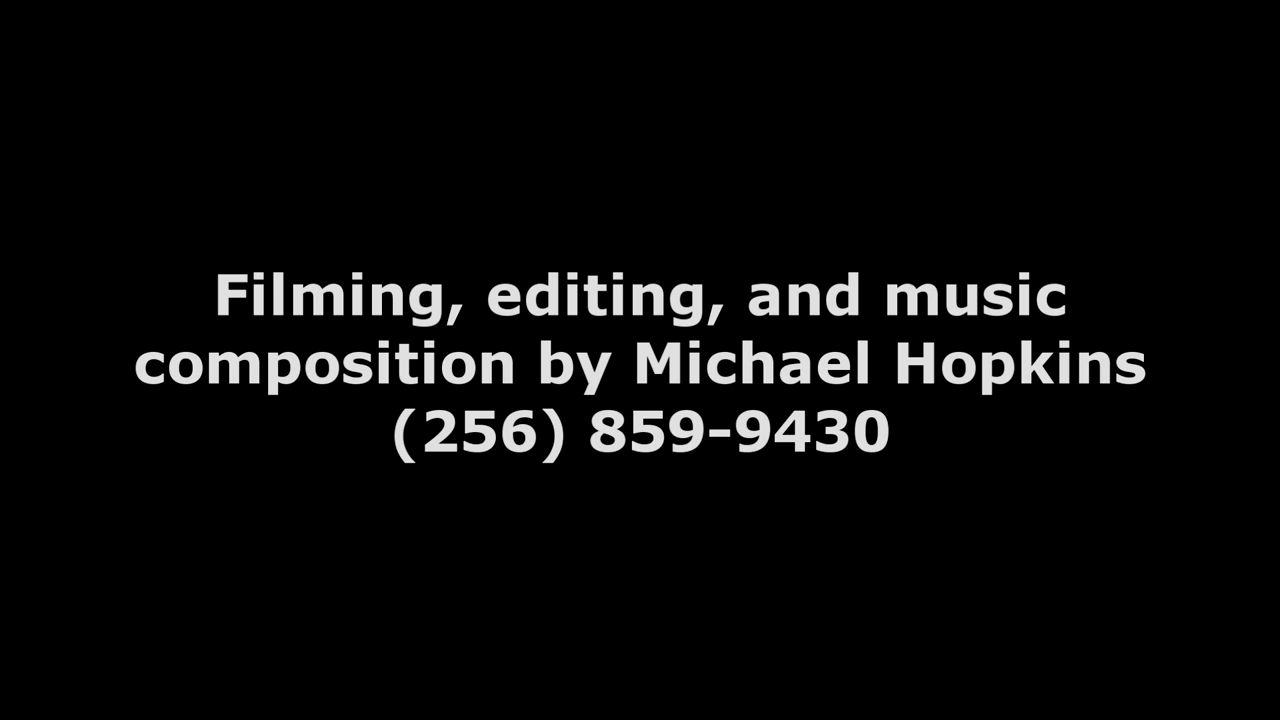 Filming, editing, and music
composition by Michael Hopkins
(256) 859-9430